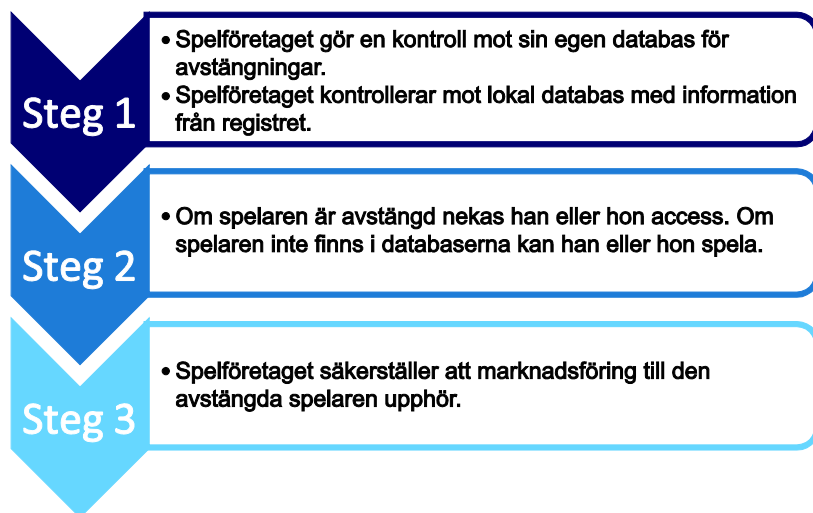 Steg 1
• Spelföretaget gör en kontroll mot sin egen databas för
avstängningar.
• Spelföretaget kontrollerar mot lokal databas med information
från registret.
Steg 2
• Om spelaren är avstängd nekas han eller hon access. Om
spelaren inte finns i databaserna kan han eller hon spela.
Steg 3
• Spelföretaget säkerställer att marknadsföring till den
avstängda spelaren upphör.